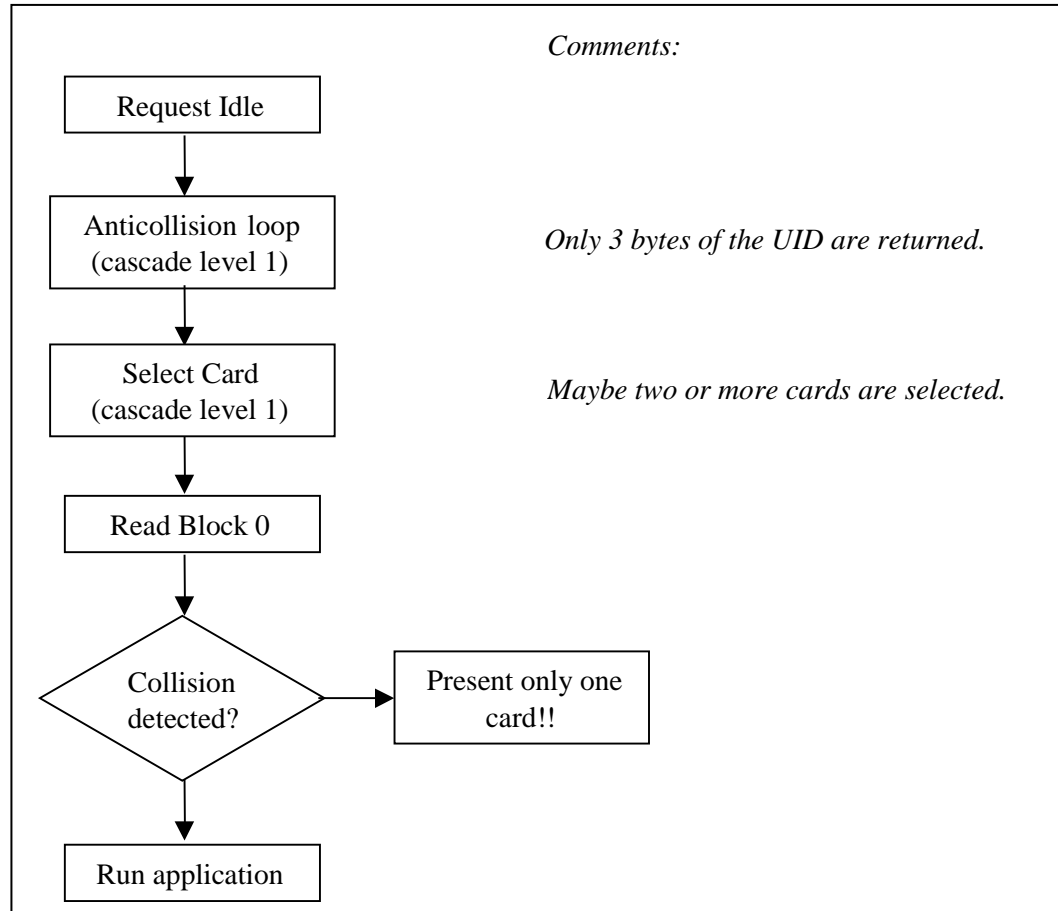 Comments:
Request Idle
Anticollision loop
(cascade level 1)
Only 3 bytes of the UID are returned.
Select Card
(cascade level 1)
Maybe two or more cards are selected.
Read Block 0
Collision
detected?
Present only one
card!!
Run application